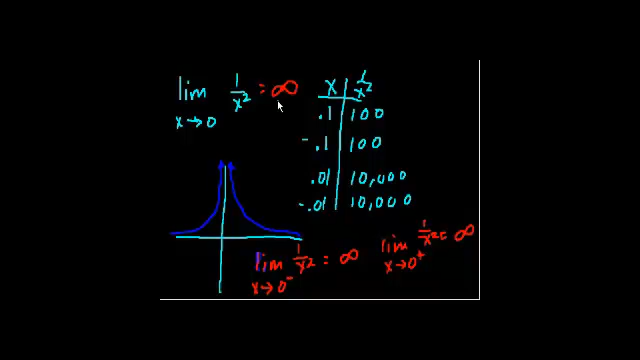 lim x→0 1/x² = ∞
x | 1/x²
.1 | 100
-.1 | 100
.01 | 10,000
-.01 | 10,000
lim x→0⁻ 1/x² = ∞
lim x→0⁺ 1/x² = ∞